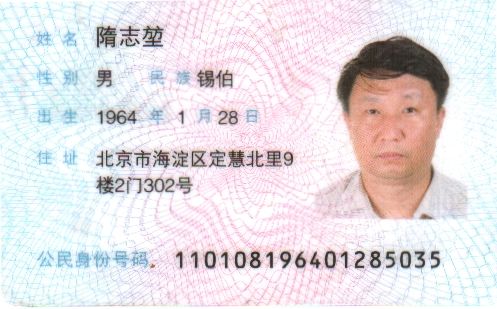 姓名 隋志堃
性别 男 民族 锡伯
出生 1964 年 1 月 28 日
住址 北京市海淀区定慧北里9
楼2门302号
公民身份号码 110108196401285035